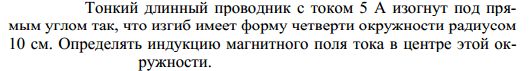 Тонкий длинный проводник с током 5 А изогнут под пря-
мым углом так, что изгиб имеет форму четверти окружности радиусом
10 см. Определять индукцию магнитного поля тока в центре этой ок-
ружности.